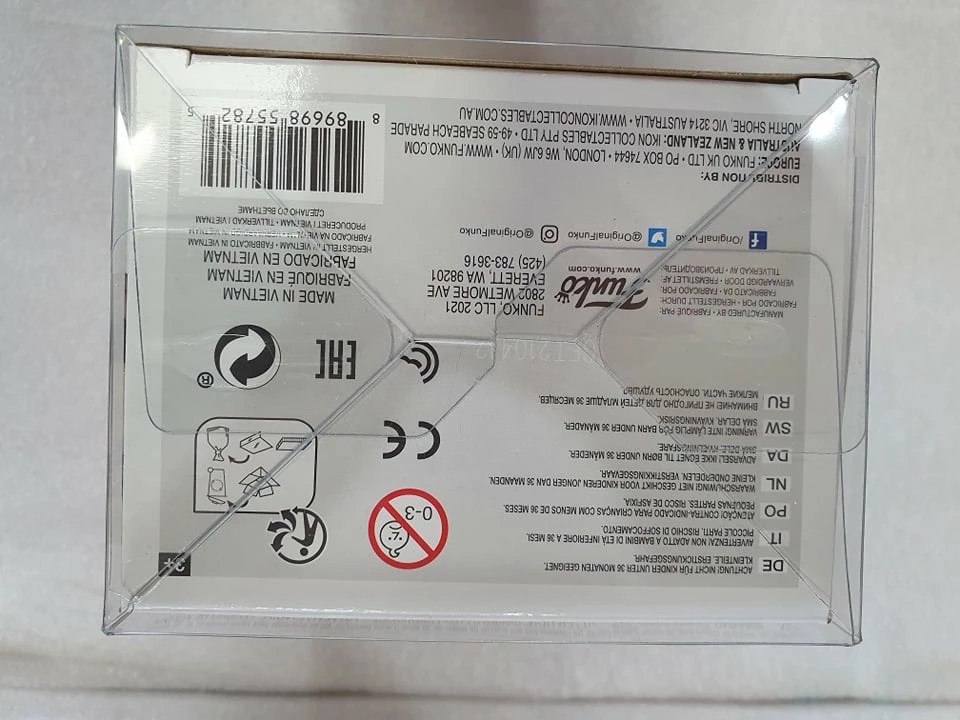 DE
ACHTUNG! NICHT FÜR KINDER UNTER 36 MONATEN GEEIGNET.
KLEINTEILE. ERSTICKUNGSGEFAHR.
IT
AVVERTENZA! NON ADATTO A BAMBINI DI ETÀ INFERIORE A 36 MESI.
PICCOLE PARTI. RISCHIO DI SOFFOCAMENTO.
PO
ATENÇÃO! CONTRA-INDICADO PARA CRIANÇAS COM MENOS DE 36 MESES.
PEQUENAS PARTES. RISCO DE ASFIXIA.
NL
WAARSCHUWING! NIET GESCHIKT VOOR KINDEREN JONGER DAN 36 MAANDEN.
KLEINE ONDERDELEN. VERSTIKKINGSGEVAAR.
DA
ADVARSEL! IKKE EGNET TIL BØRN UNDER 36 MÅNEDER.
SMÅ DELE. KVÆLNINGSFARE.
SW
VARNING! INTE LÄMPLIG FÖR BARN UNDER 36 MÅNADER.
SMÅ DELAR. KVÄVNINGSRISK.
RU
ВНИМАНИЕ! НЕ ПРИГОДНО ДЛЯ ДЕТЕЙ МЛАДШЕ 36 МЕСЯЦЕВ.
МЕЛКИЕ ЧАСТИ. ОПАСНОСТЬ УДУШЬЯ.
3+
0-3
CE
EAC
®
MANUFACTURED BY • FABRIQUÉ PAR:
FABRICADO POR • HERGESTELLT DURCH:
FABBRICATO DA • FABRICADO POR:
VERVAARDIGD DOOR • FREMSTILLET AF:
TILLVERKAD AV • ПРОИЗВОДИТЕЛЬ:
Funko
www.funko.com
FUNKO, LLC 2021
2802 WETMORE AVE
EVERETT, WA 98201
(425) 783-3616
MADE IN VIETNAM
FABRIQUÉ EN VIETNAM
FABRICADO EN VIETNAM
HERGESTELLT IN VIETNAM • FABBRICATO IN VIETNAM
PRODUCERET I VIETNAM • TILLVERKAD I VIETNAM
СДЕЛАНО ВО ВЬЕТНАМЕ
/OriginalFunko
@OriginalFunko
@OriginalFunko
DISTRIBUTION BY:
EUROPE: FUNKO UK LTD • PO BOX 74644 • LONDON, W6 6JW (UK) • WWW.FUNKO.COM
AUSTRALIA & NEW ZEALAND: IKON COLLECTABLES PTY LTD • 49-59 SEABEACH PARADE
NORTH SHORE, VIC 3214 AUSTRALIA • WWW.IKONCOLLECTABLES.COM.AU
8 89698 55782 5